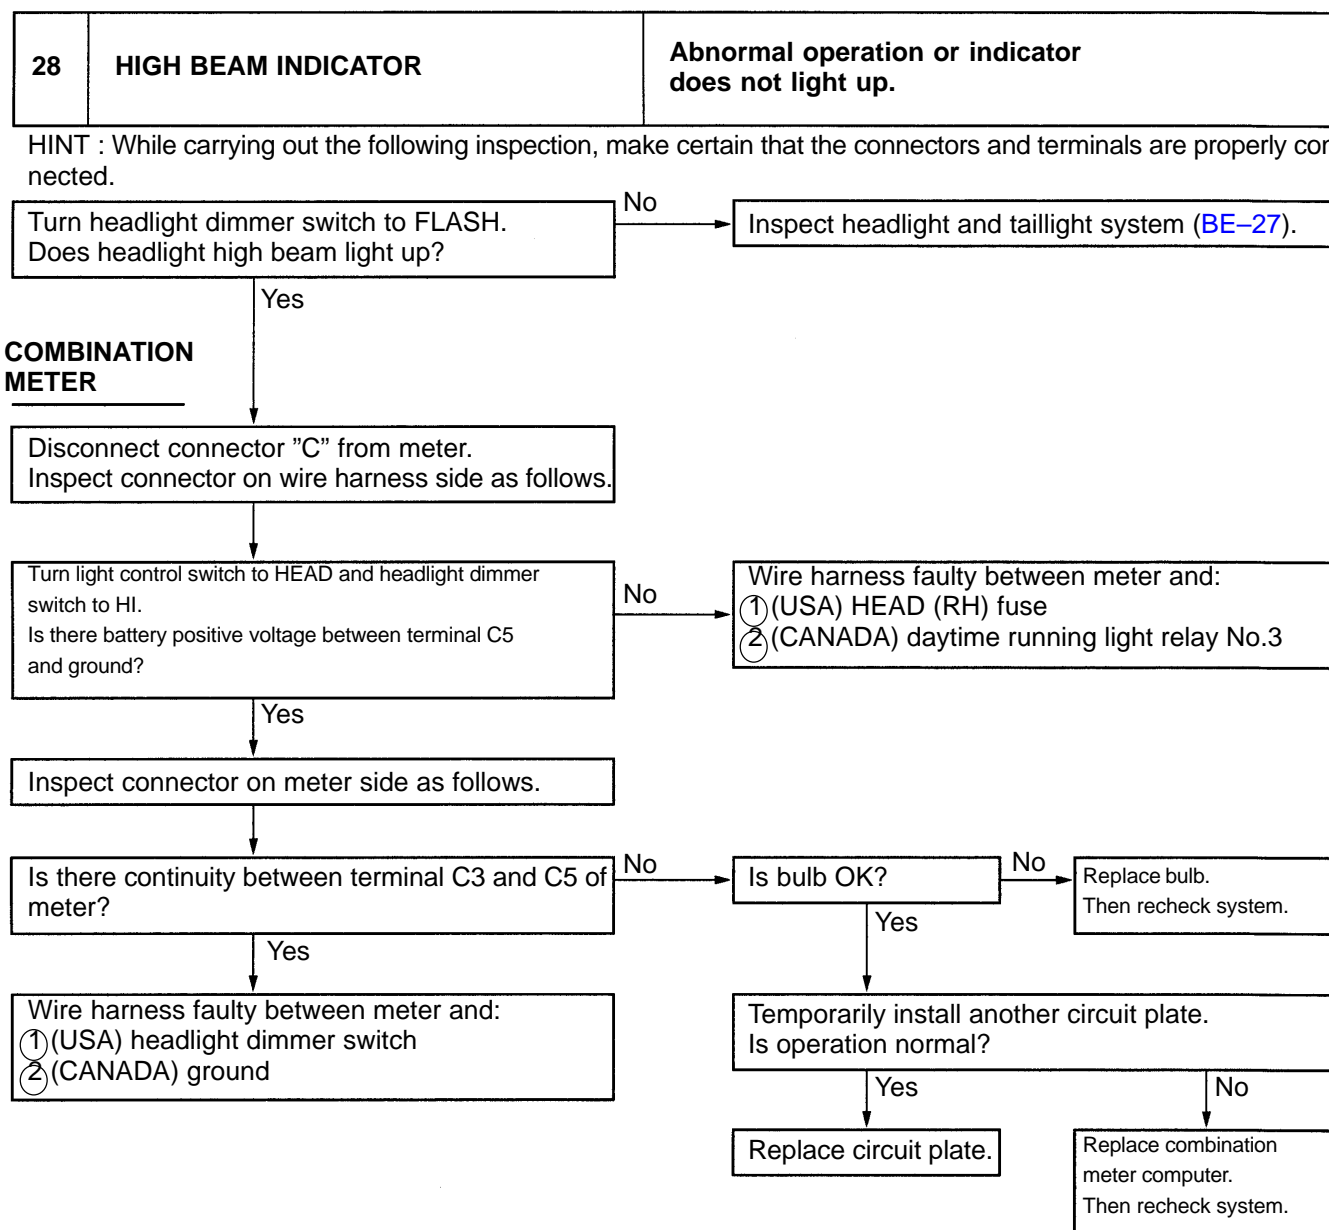 28
HIGH BEAM INDICATOR
Abnormal operation or indicator
does not light up.
HINT : While carrying out the following inspection, make certain that the connectors and terminals are properly con
nected.
Turn headlight dimmer switch to FLASH.
Does headlight high beam light up?
No
Inspect headlight and taillight system (BE–27).
Yes
COMBINATION
METER
Disconnect connector ”C” from meter.
Inspect connector on wire harness side as follows.
Turn light control switch to HEAD and headlight dimmer
switch to HI.
Is there battery positive voltage between terminal C5
and ground?
No
Wire harness faulty between meter and:
1 (USA) HEAD (RH) fuse
2 (CANADA) daytime running light relay No.3
Yes
Inspect connector on meter side as follows.
Is there continuity between terminal C3 and C5 of
meter?
No
Is bulb OK?
No
Replace bulb.
Then recheck system.
Yes
Yes
Wire harness faulty between meter and:
1 (USA) headlight dimmer switch
2 (CANADA) ground
Temporarily install another circuit plate.
Is operation normal?
Yes
No
Replace circuit plate.
Replace combination
meter computer.
Then recheck system.